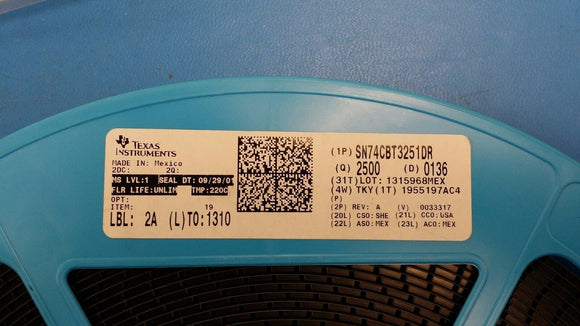 TEXAS
INSTRUMENTS
MADE IN: Mexico
2DC: 2Q:
MS LVL:1 SEAL DT: 09/29/01
FLR LIFE:UNLIM TMP:220C
OPT:
ITEM: 19
LBL: 2A (L)TO:1310
(1P) SN74CBT3251DR
(Q) 2500 (D) 0136
(31T)LOT: 1315968MEX
(4W) TKY(1T) 1955197AC4
(P)
(2P) REV: A (V) 0033317
(20L) CSO:SHE (21L) CCO:USA
(22L) ASO:MEX (23L) ACO:MEX